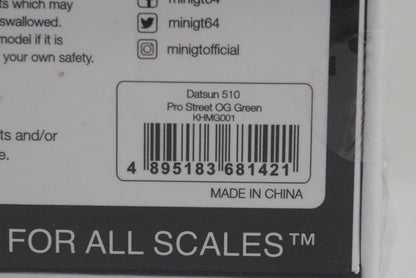 ts which may
swallowed.
model if it is
your own safety.
minigt64
minigt64
minigtofficial
Datsun 510
Pro Street OG Green
KHMG001
4 895183 681421
ts and/or
e.
MADE IN CHINA
FOR ALL SCALES™